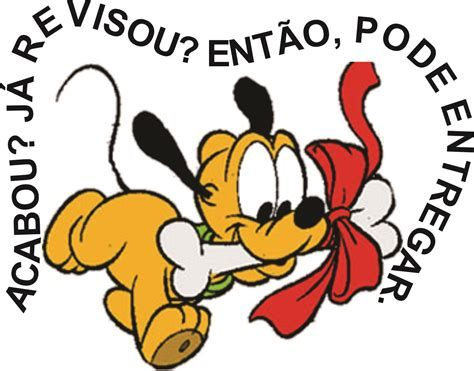 ACABOU? JÁ REVISOU? ENTÃO, PODE ENTREGAR.